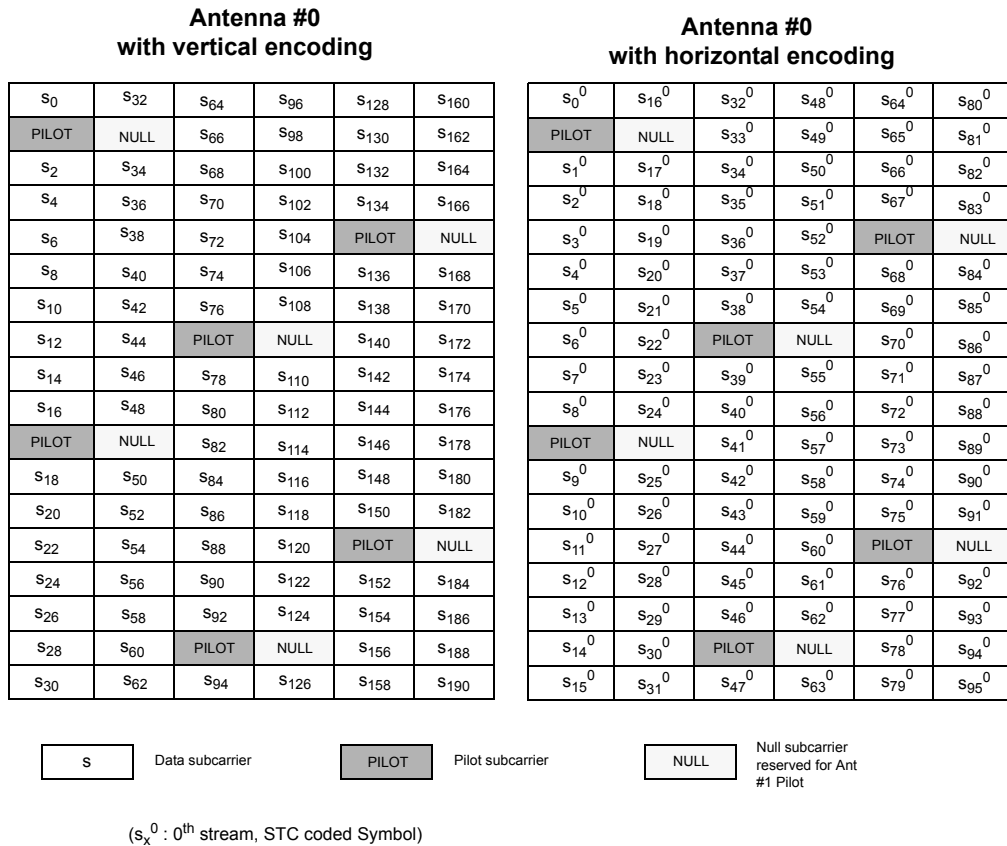 Antenna #0
with vertical encoding
Antenna #0
with horizontal encoding
s0 s32 s64 s96 s128 s160
PILOT NULL s66 s98 s130 s162
s2 s34 s68 s100 s132 s164
s4 s36 s70 s102 s134 s166
s6 s38 s72 s104 PILOT NULL
s8 s40 s74 s106 s136 s168
s10 s42 s76 s108 s138 s170
s12 s44 PILOT NULL s140 s172
s14 s46 s78 s110 s142 s174
s16 s48 s80 s112 s144 s176
PILOT NULL s82 s114 s146 s178
s18 s50 s84 s116 s148 s180
s20 s52 s86 s118 s150 s182
s22 s54 s88 s120 PILOT NULL
s24 s56 s90 s122 s152 s184
s26 s58 s92 s124 s154 s186
s28 s60 PILOT NULL s156 s188
s30 s62 s94 s126 s158 s190
s0^0 s16^0 s32^0 s48^0 s64^0 s80^0
PILOT NULL s33^0 s49^0 s65^0 s81^0
s1^0 s17^0 s34^0 s50^0 s66^0 s82^0
s2^0 s18^0 s35^0 s51^0 s67^0 s83^0
s3^0 s19^0 s36^0 s52^0 PILOT NULL
s4^0 s20^0 s37^0 s53^0 s68^0 s84^0
s5^0 s21^0 s38^0 s54^0 s69^0 s85^0
s6^0 s22^0 PILOT NULL s70^0 s86^0
s7^0 s23^0 s39^0 s55^0 s71^0 s87^0
s8^0 s24^0 s40^0 s56^0 s72^0 s88^0
PILOT NULL s41^0 s57^0 s73^0 s89^0
s9^0 s25^0 s42^0 s58^0 s74^0 s90^0
s10^0 s26^0 s43^0 s59^0 s75^0 s91^0
s11^0 s27^0 s44^0 s60^0 PILOT NULL
s12^0 s28^0 s45^0 s61^0 s76^0 s92^0
s13^0 s29^0 s46^0 s62^0 s77^0 s93^0
s14^0 s30^0 PILOT NULL s78^0 s94^0
s15^0 s31^0 s47^0 s63^0 s79^0 s95^0
s Data subcarrier
PILOT Pilot subcarrier
NULL Null subcarrier
reserved for Ant
#1 Pilot
(sx^0 : 0th stream, STC coded Symbol)